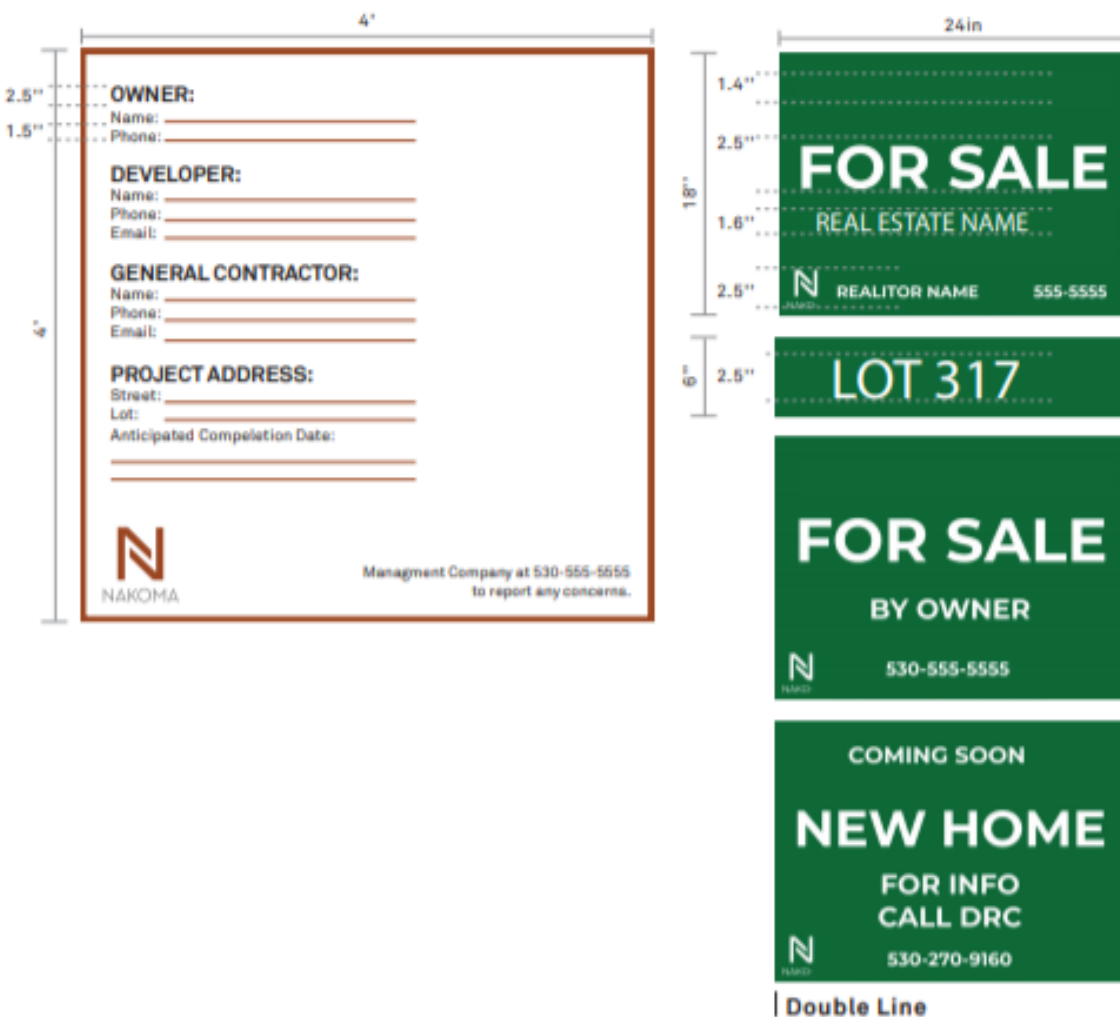 4'
2.5"
1.5"
4'
OWNER:
Name:
Phone:
DEVELOPER:
Name:
Phone:
Email:
GENERAL CONTRACTOR:
Name:
Phone:
Email:
PROJECT ADDRESS:
Street:
Lot:
Anticipated Compeletion Date:
NAKOMA
Managment Company at 530-555-5555
to report any concerns.
24in
18"
1.4"
2.5"
1.6"
2.5"
FOR SALE
REAL ESTATE NAME
NAKO
REALITOR NAME 555-5555
6"
2.5"
LOT 317
FOR SALE
BY OWNER
530-555-5555
NAKO
COMING SOON
NEW HOME
FOR INFO
CALL DRC
530-270-9160
NAKO
Double Line